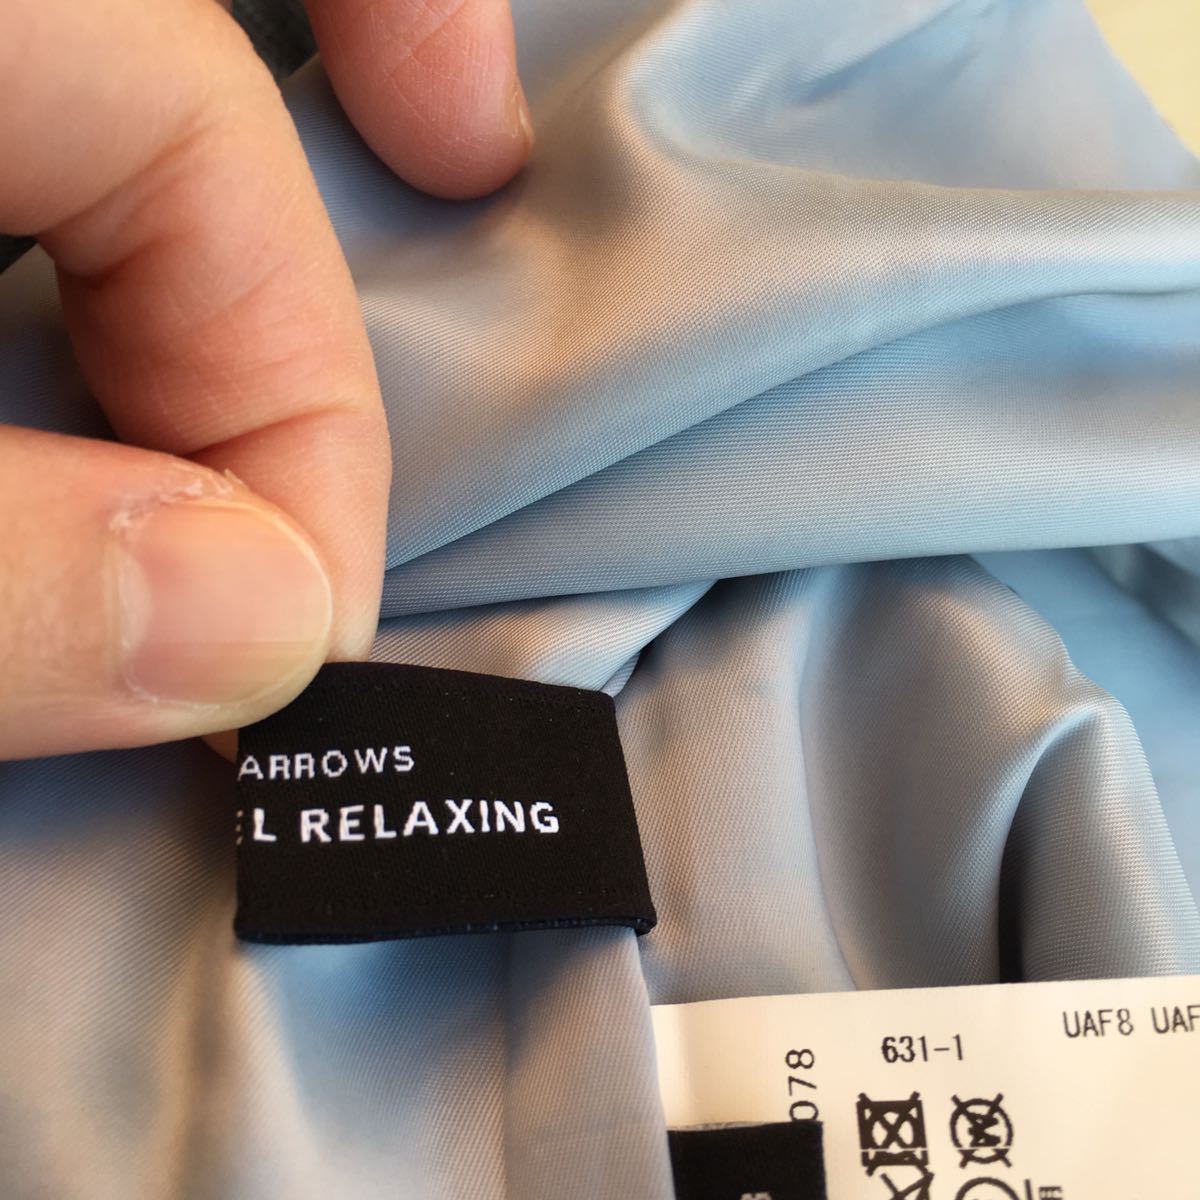 ARROWS
EL RELAXING
UAF8 UAF
631-1
078